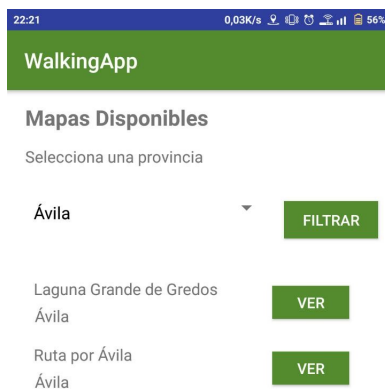 22:21 0,03K/s 56%
WalkingApp
Mapas Disponibles
Selecciona una provincia
Ávila
FILTRAR
Laguna Grande de Gredos
Ávila
VER
Ruta por Ávila
Ávila
VER